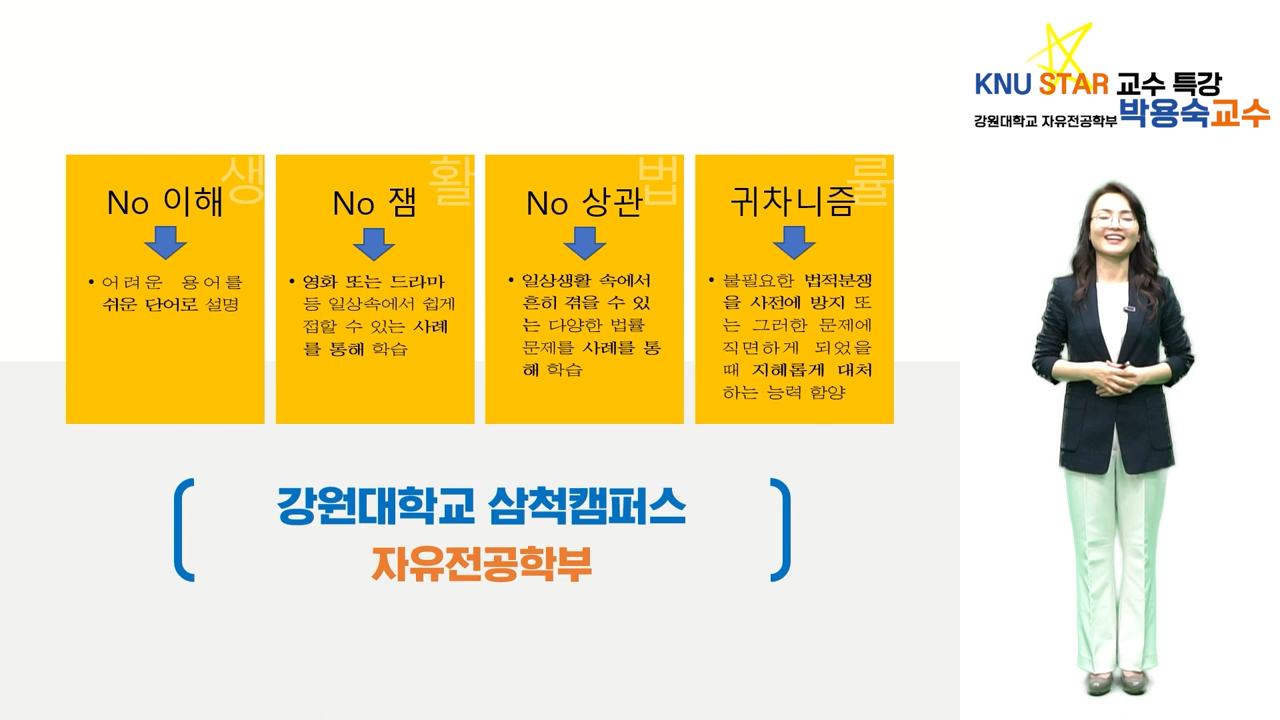 KNU STAR 교수 특강
강원대학교 자유전공학부 박용숙교수
생
No 이해
• 어려운 용어를
쉬운 단어로 설명
활
No 잼
• 영화 또는 드라마
등 일상속에서 쉽게
접할 수 있는 사례
를 통해 학습
법
No 상관
• 일상생활 속에서
흔히 겪을 수 있
는 다양한 법률
문제를 사례를 통
해 학습
률
귀차니즘
• 불필요한 법적분쟁
을 사전에 방지 또
는 그러한 문제에
직면하게 되었을
때 지혜롭게 대처
하는 능력 함양
강원대학교 삼척캠퍼스
자유전공학부